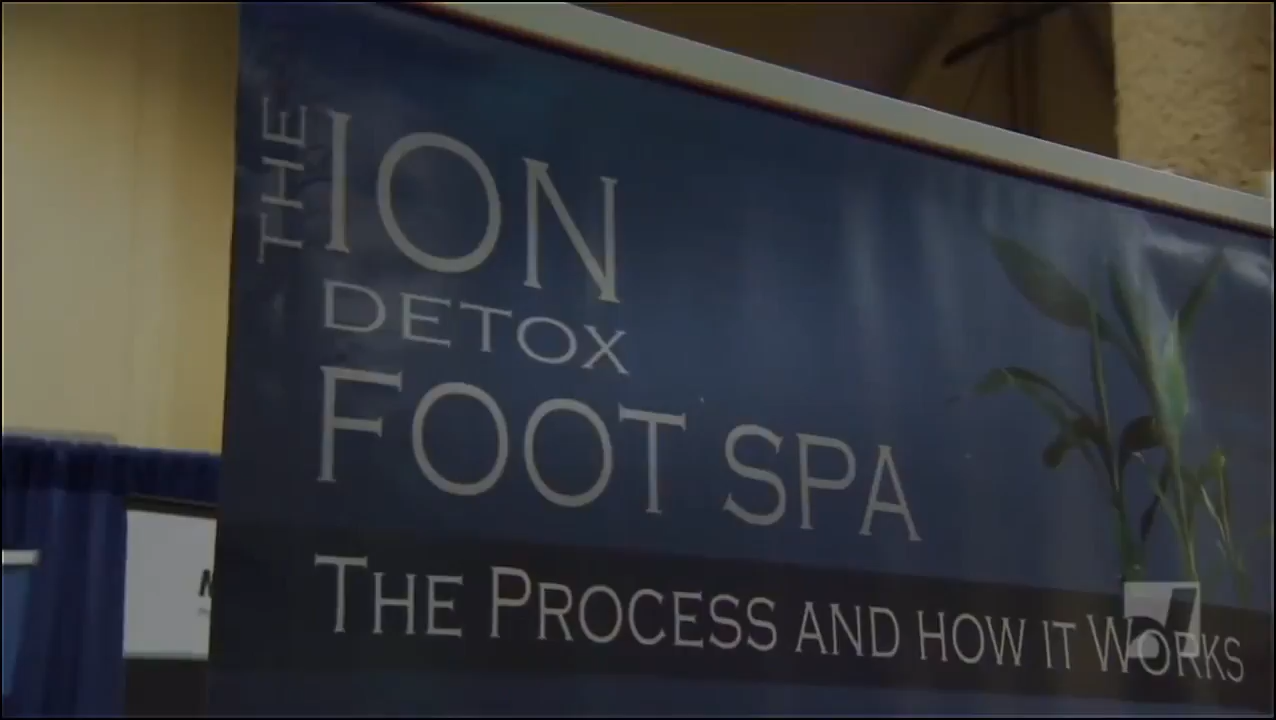 THE
ION
DETOX
FOOT SPA
THE PROCESS AND HOW IT WORKS